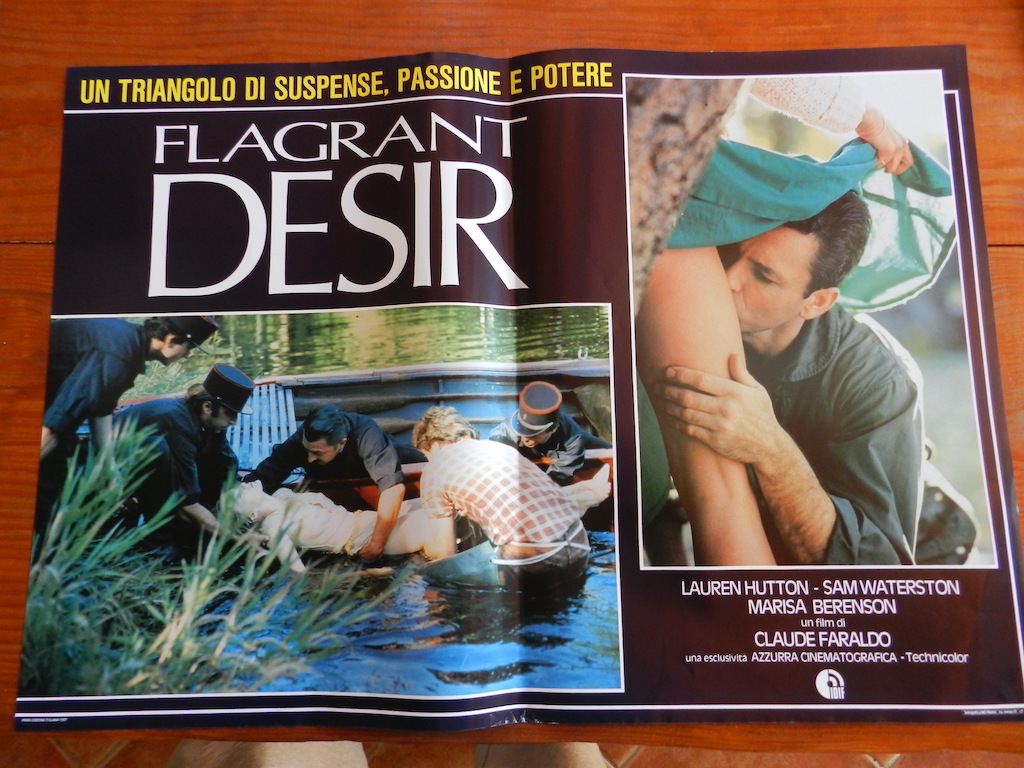 UN TRIANGOLO DI SUSPENSE, PASSIONE E POTERE
FLAGRANT
DESIR
LAUREN HUTTON - SAM WATERSTON
MARISA BERENSON
un film di
CLAUDE FARALDO
una esclusività AZZURRA CINEMATOGRAFICA - Technicolor
IDIF